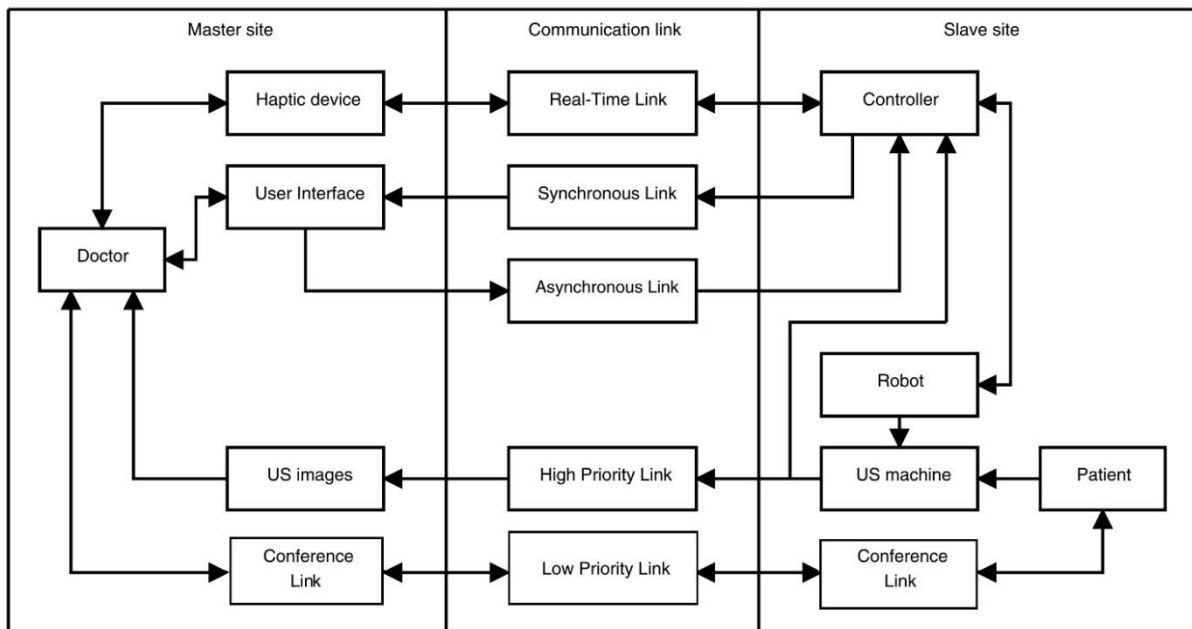 Master site
Communication link
Slave site
Haptic device
Real-Time Link
Controller
User Interface
Synchronous Link
Doctor
Asynchronous Link
Robot
US images
High Priority Link
US machine
Patient
Conference
Link
Low Priority Link
Conference
Link